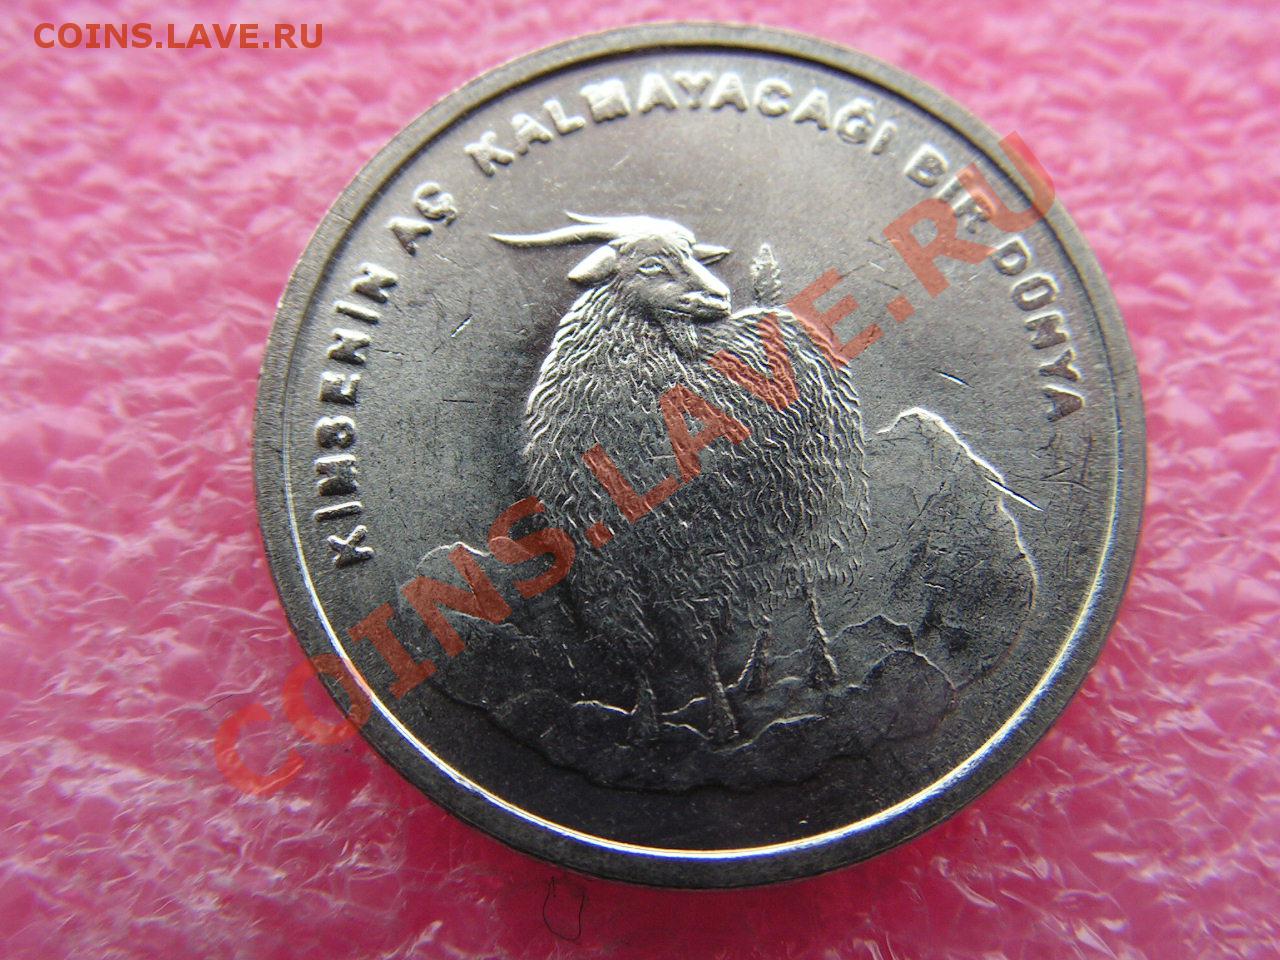 COINS.LAVE.RU
KİMSENİN AÇ KALMAYACAĞI BİR DÜNYA
COINS.LAVE.RU